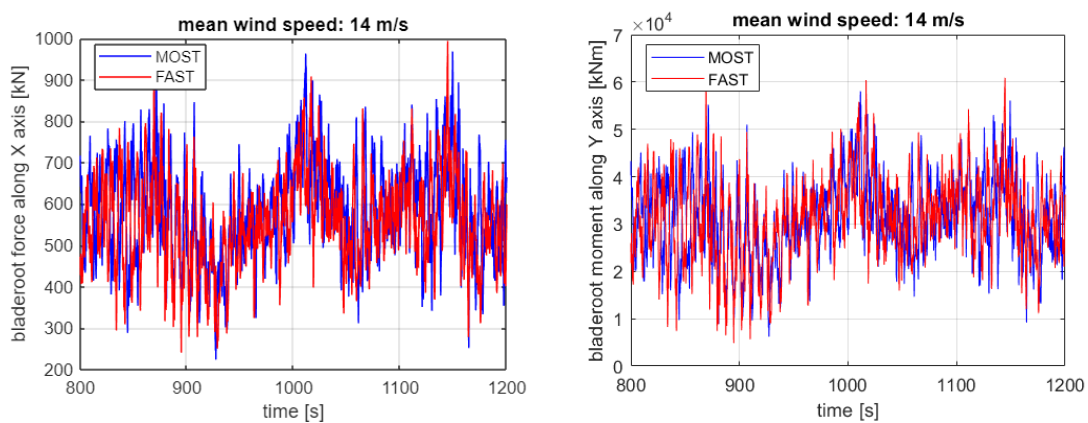 mean wind speed: 14 m/s
MOST
FAST
bladeroot force along X axis [kN]
1000
900
800
700
600
500
400
300
200
800
900
1000
1100
1200
time [s]
mean wind speed: 14 m/s
×10⁴
MOST
FAST
bladeroot moment along Y axis [kNm]
7
6
5
4
3
2
1
0
800
900
1000
1100
1200
time [s]